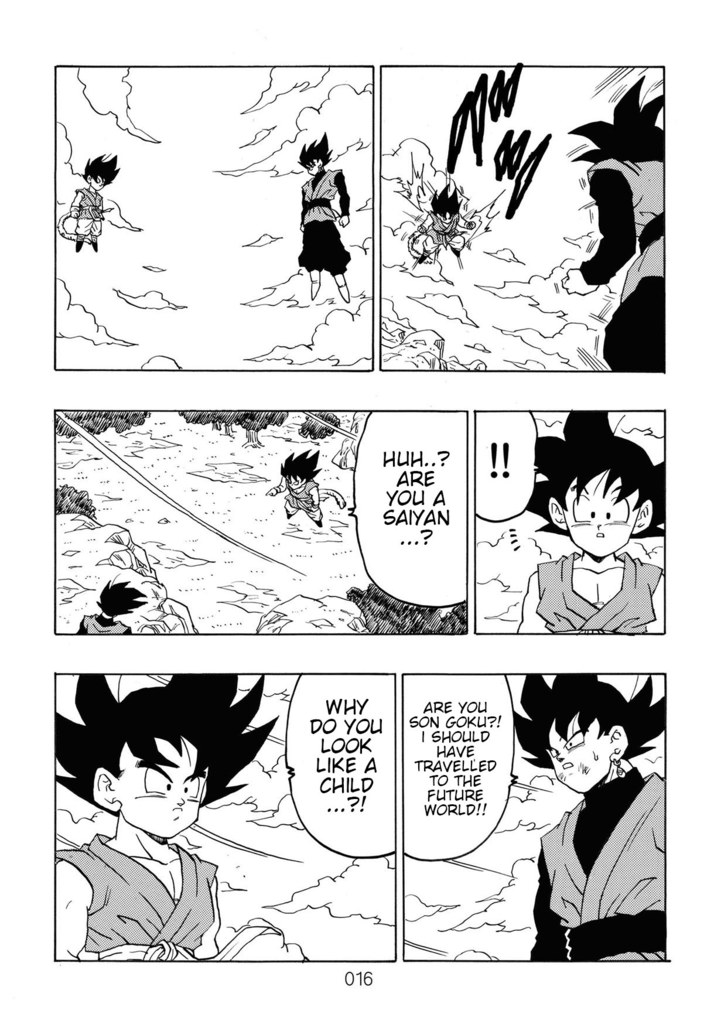 !!
HUH..?
ARE
YOU A
SAIYAN
...?
ARE YOU
SON GOKU?!
I SHOULD
HAVE
TRAVELLED
TO THE
FUTURE
WORLD!!
WHY
DO YOU
LOOK
LIKE A
CHILD
...?!
016